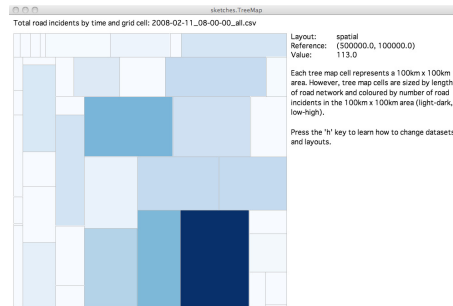 sketches.TreeMap
Total road incidents by time and grid cell: 2008-02-11_08-00-00_all.csv
Layout: spatial
Reference: (500000.0, 100000.0)
Value: 113.0
Each tree map cell represents a 100km x 100km
area. However, tree map cells are sized by length
of road network and coloured by number of road
incidents in the 100km x 100km area (light-dark,
low-high).
Press the 'h' key to learn how to change datasets
and layouts.